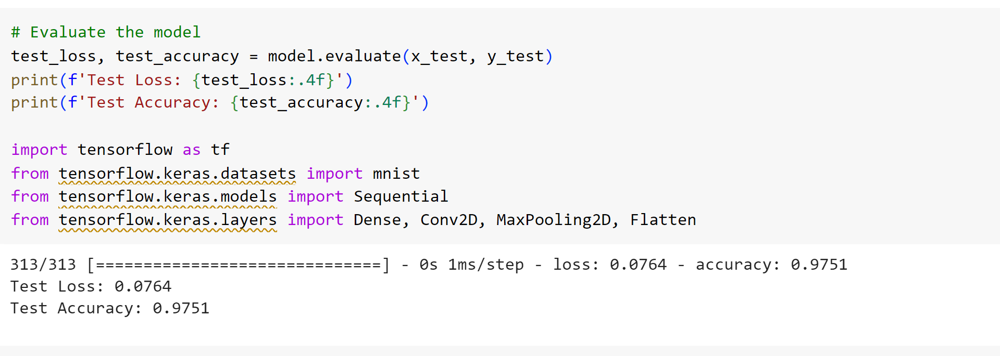 # Evaluate the model
test_loss, test_accuracy = model.evaluate(x_test, y_test)
print(f'Test Loss: {test_loss:.4f}')
print(f'Test Accuracy: {test_accuracy:.4f}')
import tensorflow as tf
from tensorflow.keras.datasets import mnist
from tensorflow.keras.models import Sequential
from tensorflow.keras.layers import Dense, Conv2D, MaxPooling2D, Flatten
313/313 [==============================] - 0s 1ms/step - loss: 0.0764 - accuracy: 0.9751
Test Loss: 0.0764
Test Accuracy: 0.9751